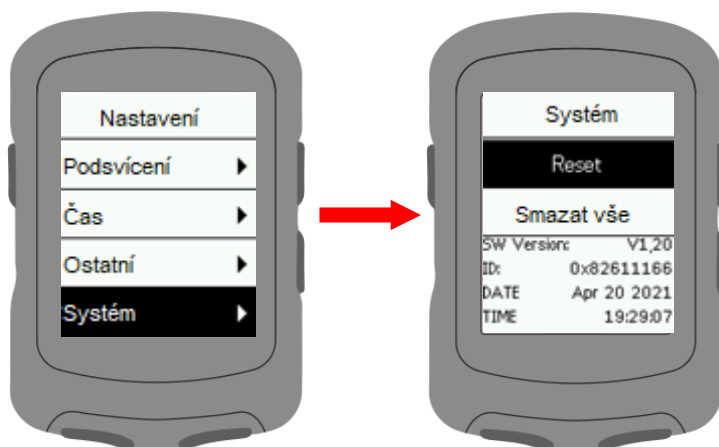 Nastavení
Podsvícení
Čas
Ostatní
Systém
Systém
Reset
Smazat vše
SW Version: V1,20
ID: 0x82611166
DATE Apr 20 2021
TIME 19:29:07